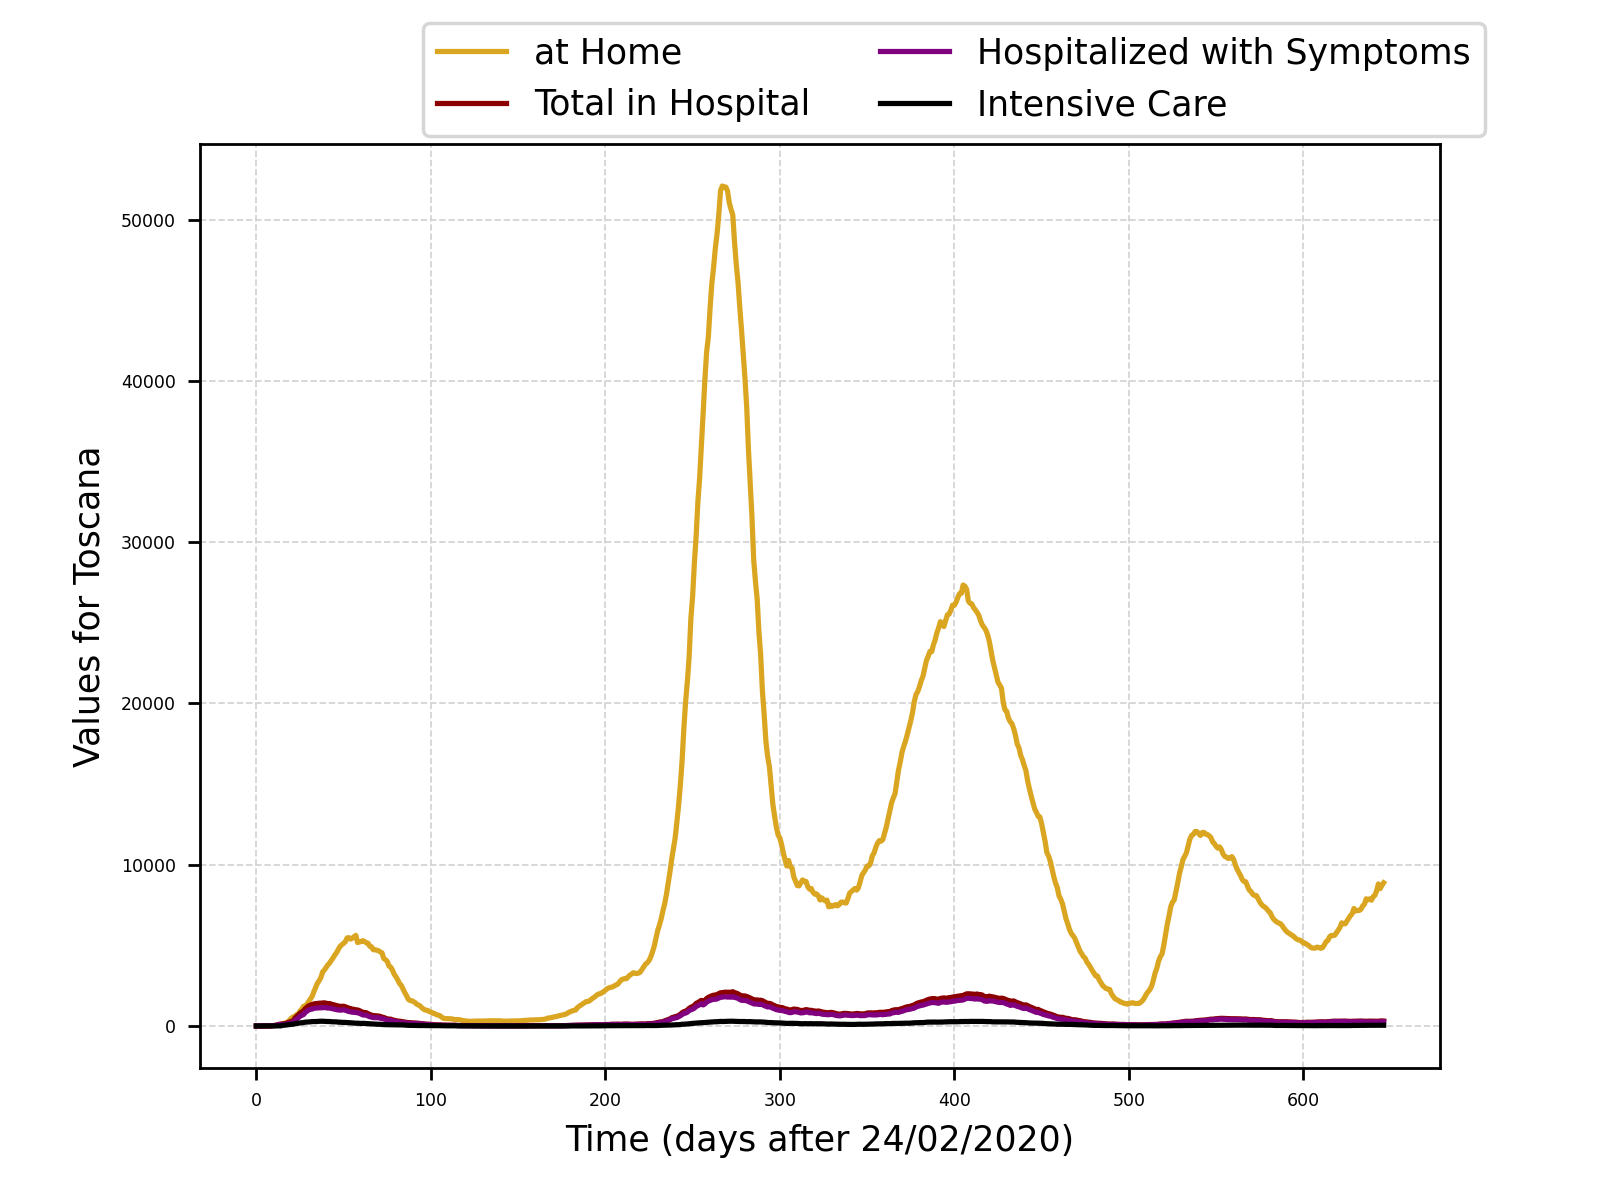 at Home
Total in Hospital
Hospitalized with Symptoms
Intensive Care
Values for Toscana
50000
40000
30000
20000
10000
0
0 100 200 300 400 500 600
Time (days after 24/02/2020)